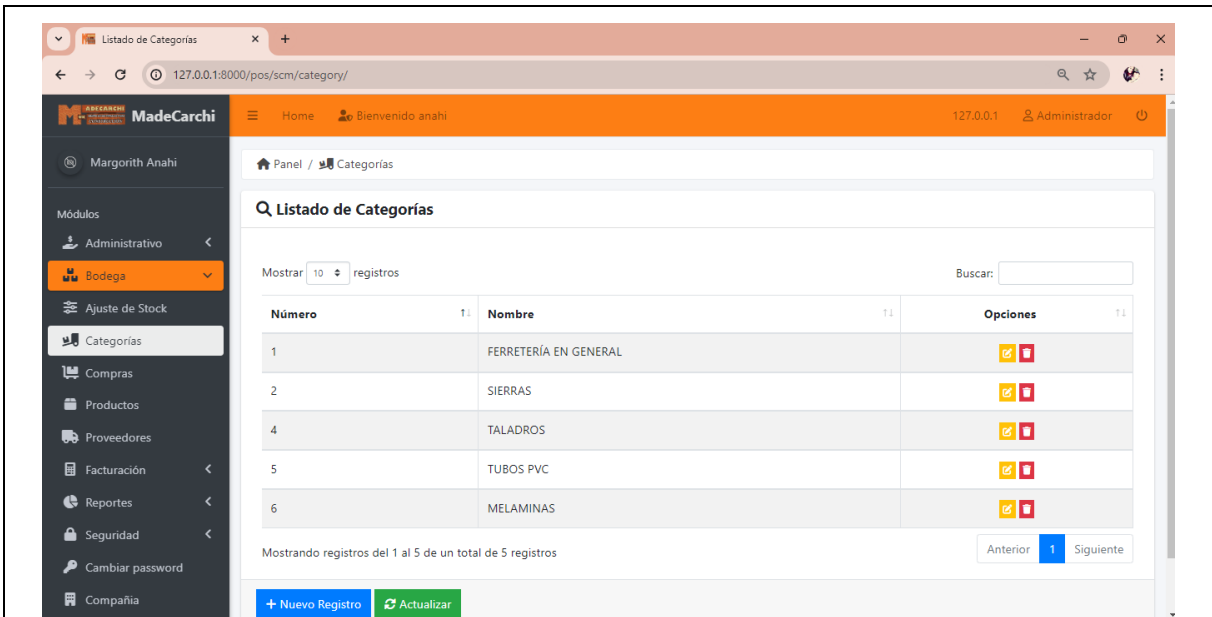 Listado de Categorías
127.0.0.1:8000/pos/scm/category/
MadeCarchi
Home Bienvenido anahi 127.0.0.1 Administrador
Margorith Anahi
Panel / Categorías
Módulos
Listado de Categorías
Administrativo
Bodega
Ajuste de Stock
Categorías
Compras
Productos
Proveedores
Facturación
Reportes
Seguridad
Cambiar password
Compañia
Mostrar 10 registros Buscar:
Número Nombre Opciones
1 FERRETERÍA EN GENERAL
2 SIERRAS
4 TALADROS
5 TUBOS PVC
6 MELAMINAS
Mostrando registros del 1 al 5 de un total de 5 registros Anterior 1 Siguiente
+ Nuevo Registro Actualizar